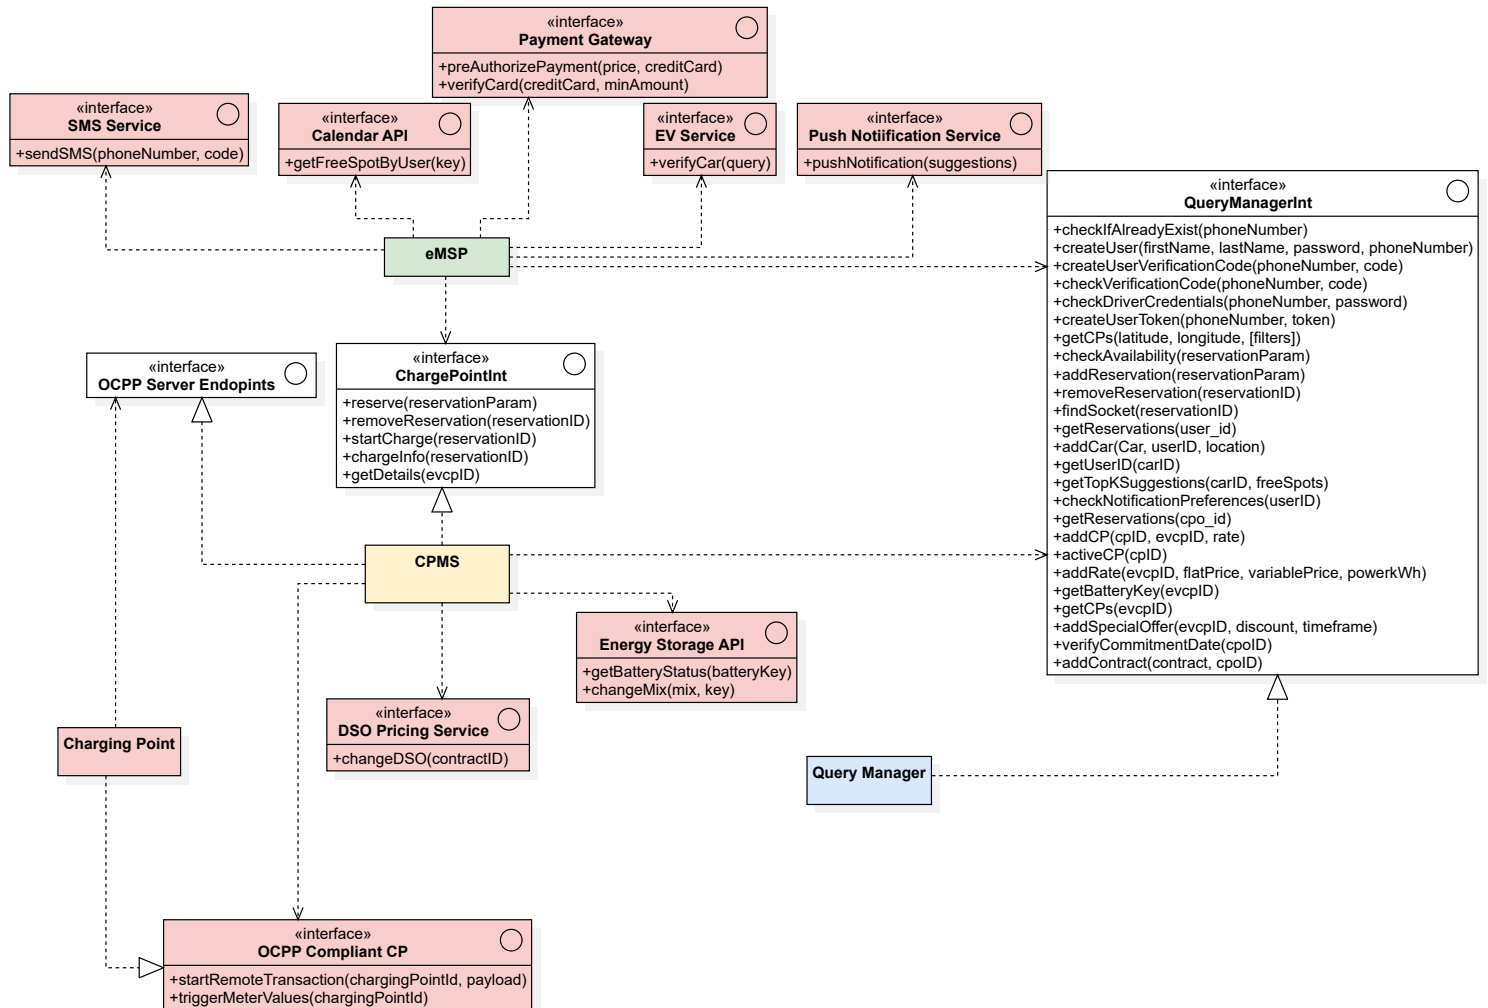 «interface»
Payment Gateway
+preAuthorizePayment(price, creditCard)
+verifyCard(creditCard, minAmount)
«interface»
SMS Service
+sendSMS(phoneNumber, code)
«interface»
Calendar API
+getFreeSpotByUser(key)
«interface»
EV Service
+verifyCar(query)
«interface»
Push Notiification Service
+pushNotification(suggestions)
«interface»
QueryManagerInt
+checkIfAlreadyExist(phoneNumber)
+createUser(firstName, lastName, password, phoneNumber)
+createUserVerificationCode(phoneNumber, code)
+checkVerificationCode(phoneNumber, code)
+checkDriverCredentials(phoneNumber, password)
+createUserToken(phoneNumber, token)
+getCPs(latitude, longitude, [filters])
+checkAvailability(reservationParam)
+addReservation(reservationParam)
+removeReservation(reservationID)
+findSocket(reservationID)
+getReservations(user_id)
+addCar(Car, userID, location)
+getUserID(carID)
+getTopKSuggestions(carID, freeSpots)
+checkNotificationPreferences(userID)
+getReservations(cpo_id)
+addCP(cpID, evcpID, rate)
+activeCP(cpID)
+addRate(evcpID, flatPrice, variablePrice, powerkWh)
+getBatteryKey(evcpID)
+getCPs(evcpID)
+addSpecialOffer(evcpID, discount, timeframe)
+verifyCommitmentDate(cpoID)
+addContract(contract, cpoID)
eMSP
«interface»
OCPP Server Endopints
«interface»
ChargePointInt
+reserve(reservationParam)
+removeReservation(reservationID)
+startCharge(reservationID)
+chargeInfo(reservationID)
+getDetails(evcpID)
CPMS
«interface»
Energy Storage API
+getBatteryStatus(batteryKey)
+changeMix(mix, key)
«interface»
DSO Pricing Service
+changeDSO(contractID)
Charging Point
Query Manager
«interface»
OCPP Compliant CP
+startRemoteTransaction(chargingPointId, payload)
+triggerMeterValues(chargingPointId)